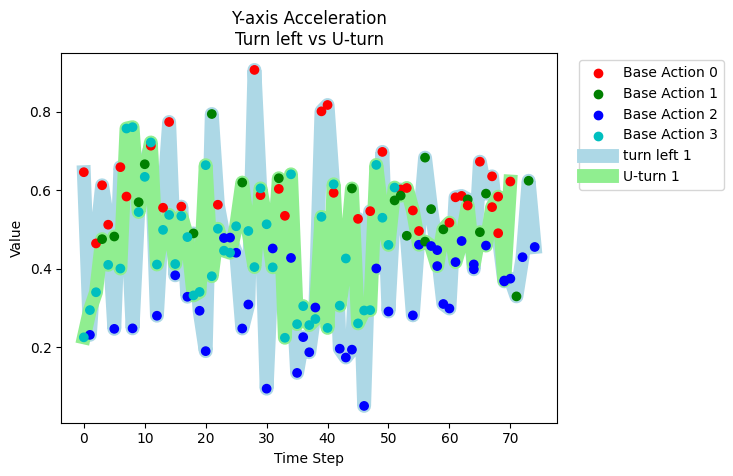 Y-axis Acceleration
Turn left vs U-turn
Value
0.8
0.6
0.4
0.2
0 10 20 30 40 50 60 70
Time Step
Base Action 0
Base Action 1
Base Action 2
Base Action 3
turn left 1
U-turn 1